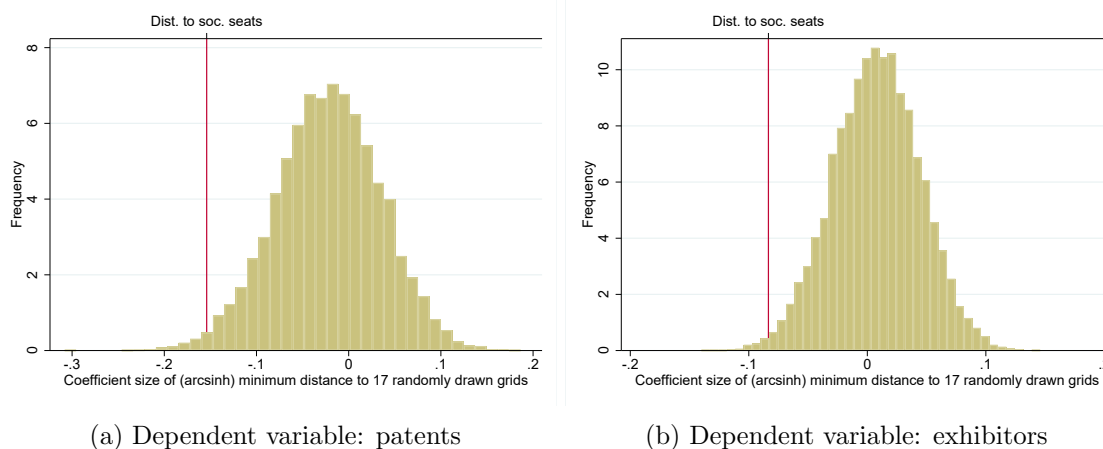 Dist. to soc. seats
8
6
4
2
0
Frequency
-.3
-.2
-.1
0
.1
.2
Coefficient size of (arcsinh) minimum distance to 17 randomly drawn grids
(a) Dependent variable: patents
Dist. to soc. seats
10
8
6
4
2
0
Frequency
-.2
-.1
0
.1
Coefficient size of (arcsinh) minimum distance to 17 randomly drawn grids
(b) Dependent variable: exhibitors